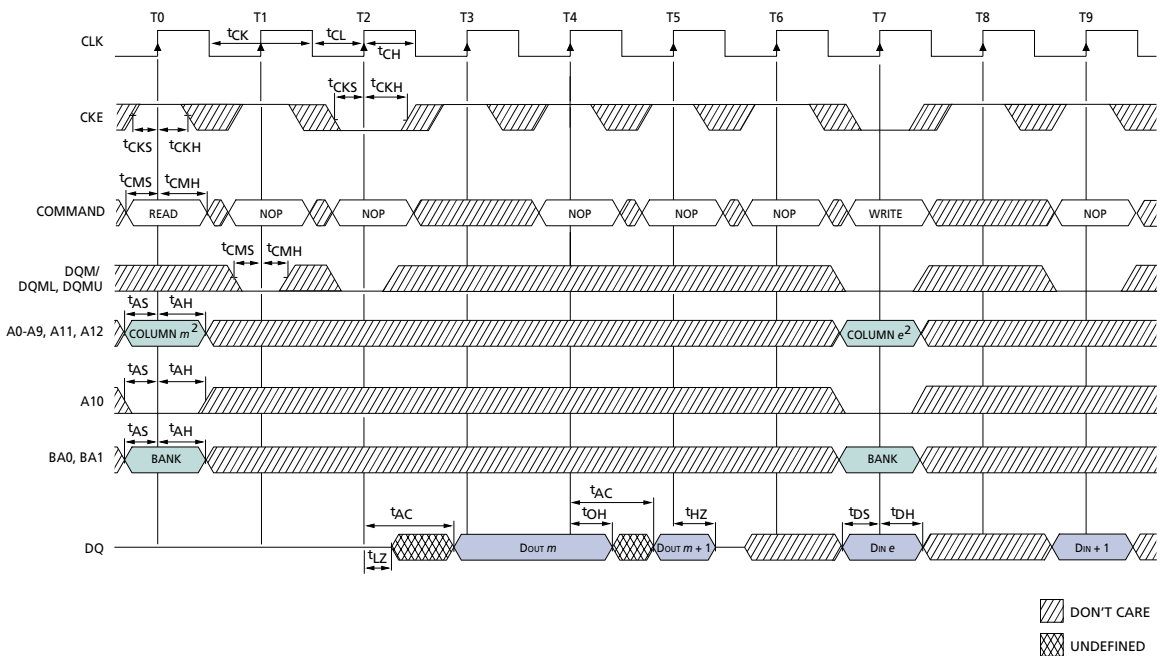 T0 T1 T2 T3 T4 T5 T6 T7 T8 T9
CLK
tCK tCL
tCH
tCKS tCKH
CKE
tCKS tCKH
tCMS tCMH
COMMAND READ NOP NOP NOP NOP NOP WRITE NOP
tCMS tCMH
DQM/
DQML, DQMU
tAS tAH
A0-A9, A11, A12 COLUMN m2 COLUMN e2
tAS tAH
A10
tAS tAH
BA0, BA1 BANK BANK
tAC
tAC tOH tHZ tDS tDH
DQ DOUT m DOUT m + 1 DIN e DIN + 1
tLZ
DON'T CARE
UNDEFINED